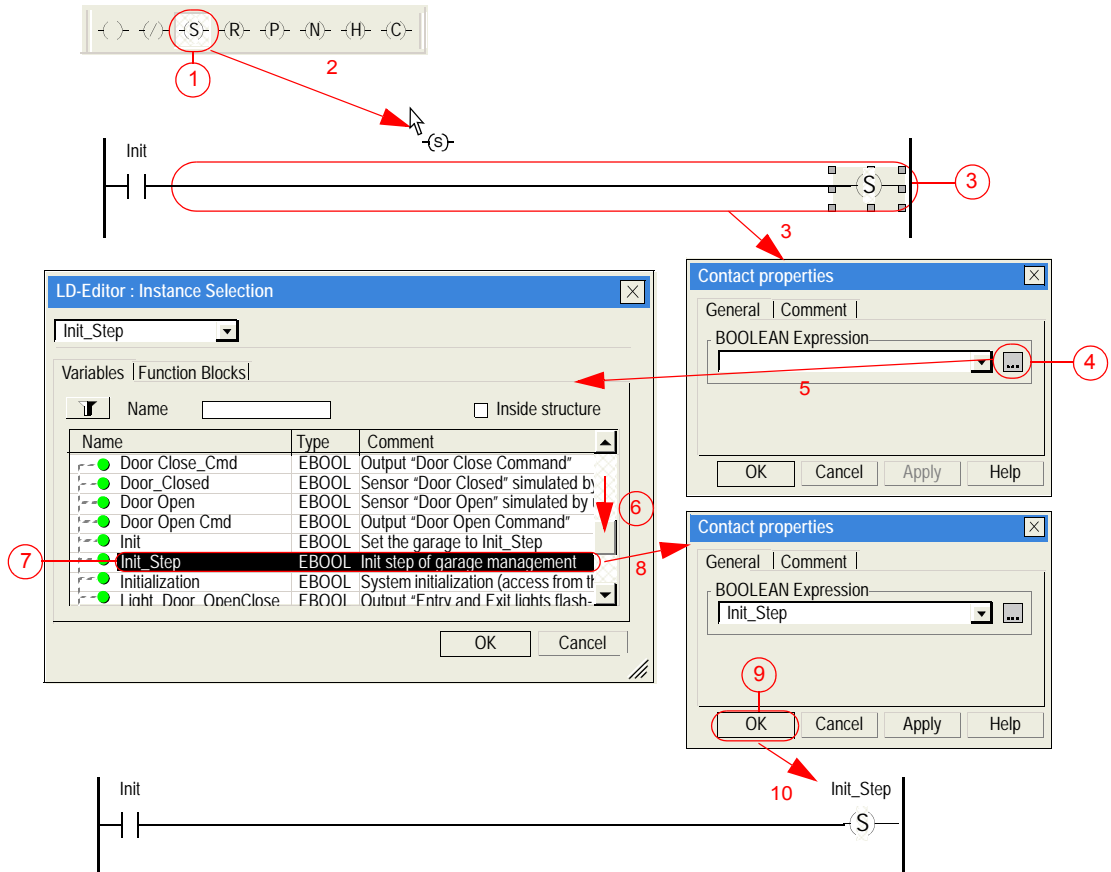 -( )- -(/)- -(S)- -(R)- -(P)- -(N)- -(H)- -(C)-
1
2
(S)
Init
S
3
3
LD-Editor : Instance Selection
Init_Step
Variables Function Blocks
Name
Inside structure
Name Type Comment
Door Close_Cmd EBOOL Output "Door Close Command"
Door_Closed EBOOL Sensor "Door Closed" simulated by
Door Open EBOOL Sensor "Door Open" simulated by
Door Open Cmd EBOOL Output "Door Open Command"
Init EBOOL Set the garage to Init_Step
Init_Step EBOOL Init step of garage management
Initialization EBOOL System initialization (access from th
Light_Door_OpenClose EBOOL Output "Entry and Exit lights flash-
OK Cancel
6
7
8
Contact properties
General Comment
BOOLEAN Expression
...
4
5
OK Cancel Apply Help
Contact properties
General Comment
BOOLEAN Expression
Init_Step
...
9
OK Cancel Apply Help
10
Init
Init_Step
S